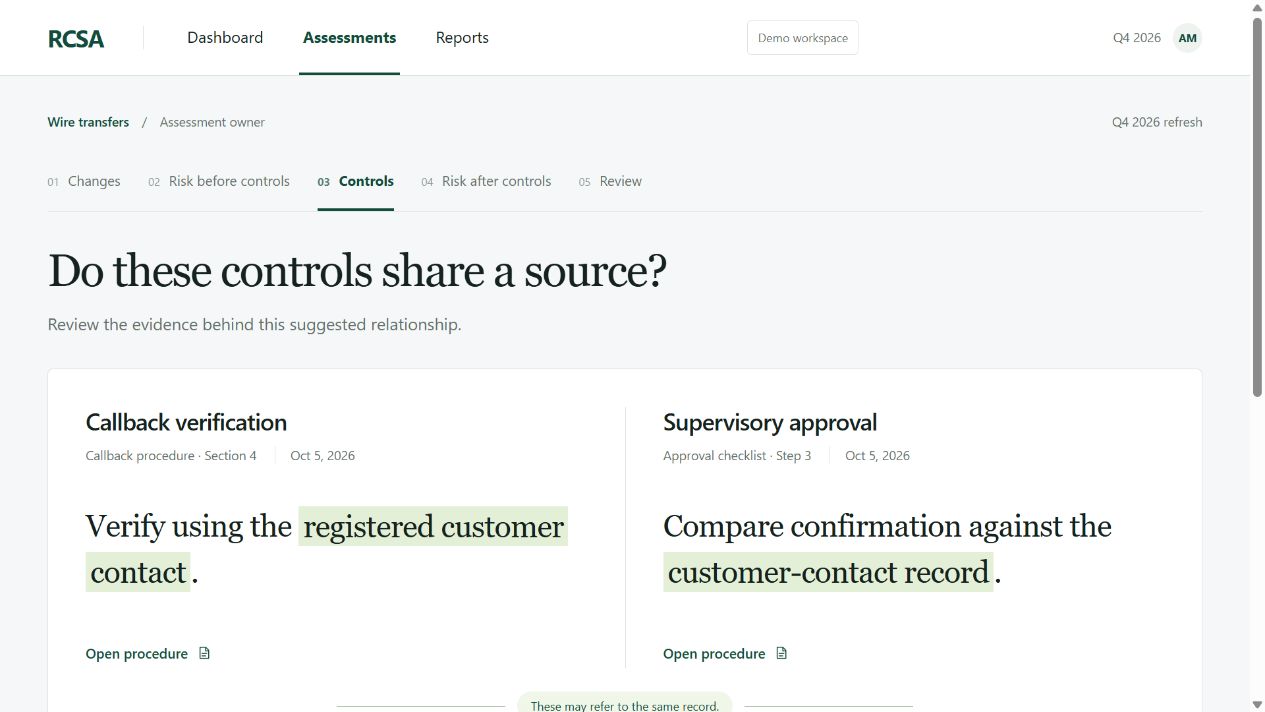 RCSA
Dashboard
Assessments
Reports
Demo workspace
Q4 2026
AM
Wire transfers / Assessment owner
Q4 2026 refresh
01 Changes
02 Risk before controls
03 Controls
04 Risk after controls
05 Review
Do these controls share a source?
Review the evidence behind this suggested relationship.
Callback verification
Callback procedure · Section 4
Oct 5, 2026
Verify using the registered customer
contact.
Open procedure
Supervisory approval
Approval checklist · Step 3
Oct 5, 2026
Compare confirmation against the
customer-contact record.
Open procedure
These may refer to the same record.